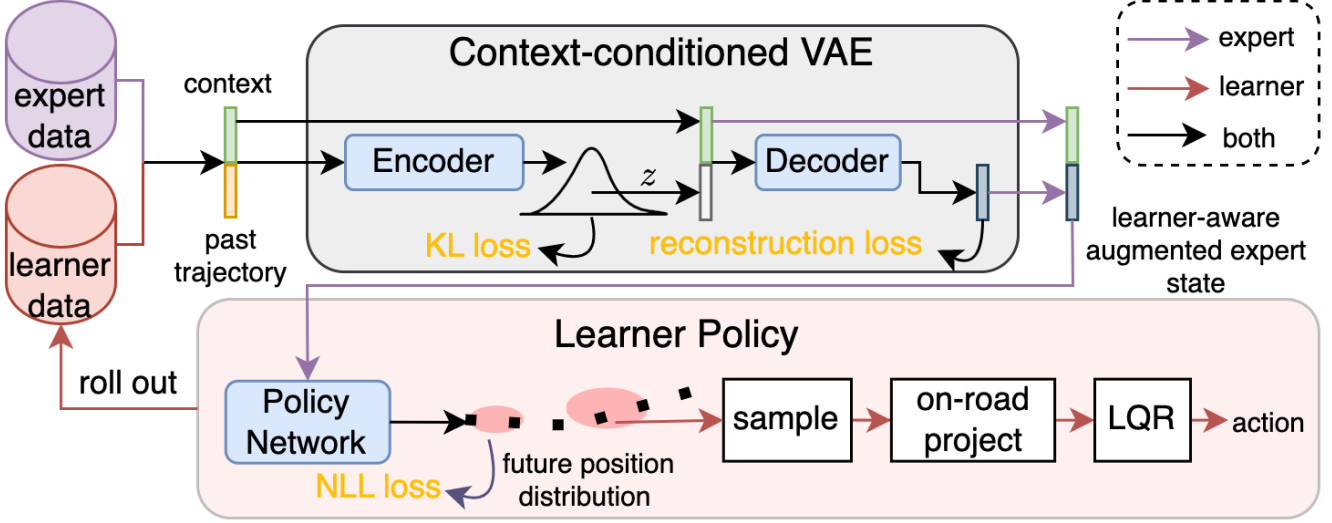 expert
data
learner
data
context
past
trajectory
Context-conditioned VAE
Encoder
z
Decoder
KL loss
reconstruction loss
expert
learner
both
learner-aware
augmented expert
state
Learner Policy
roll out
Policy
Network
NLL loss
future position
distribution
sample
on-road
project
LQR
action